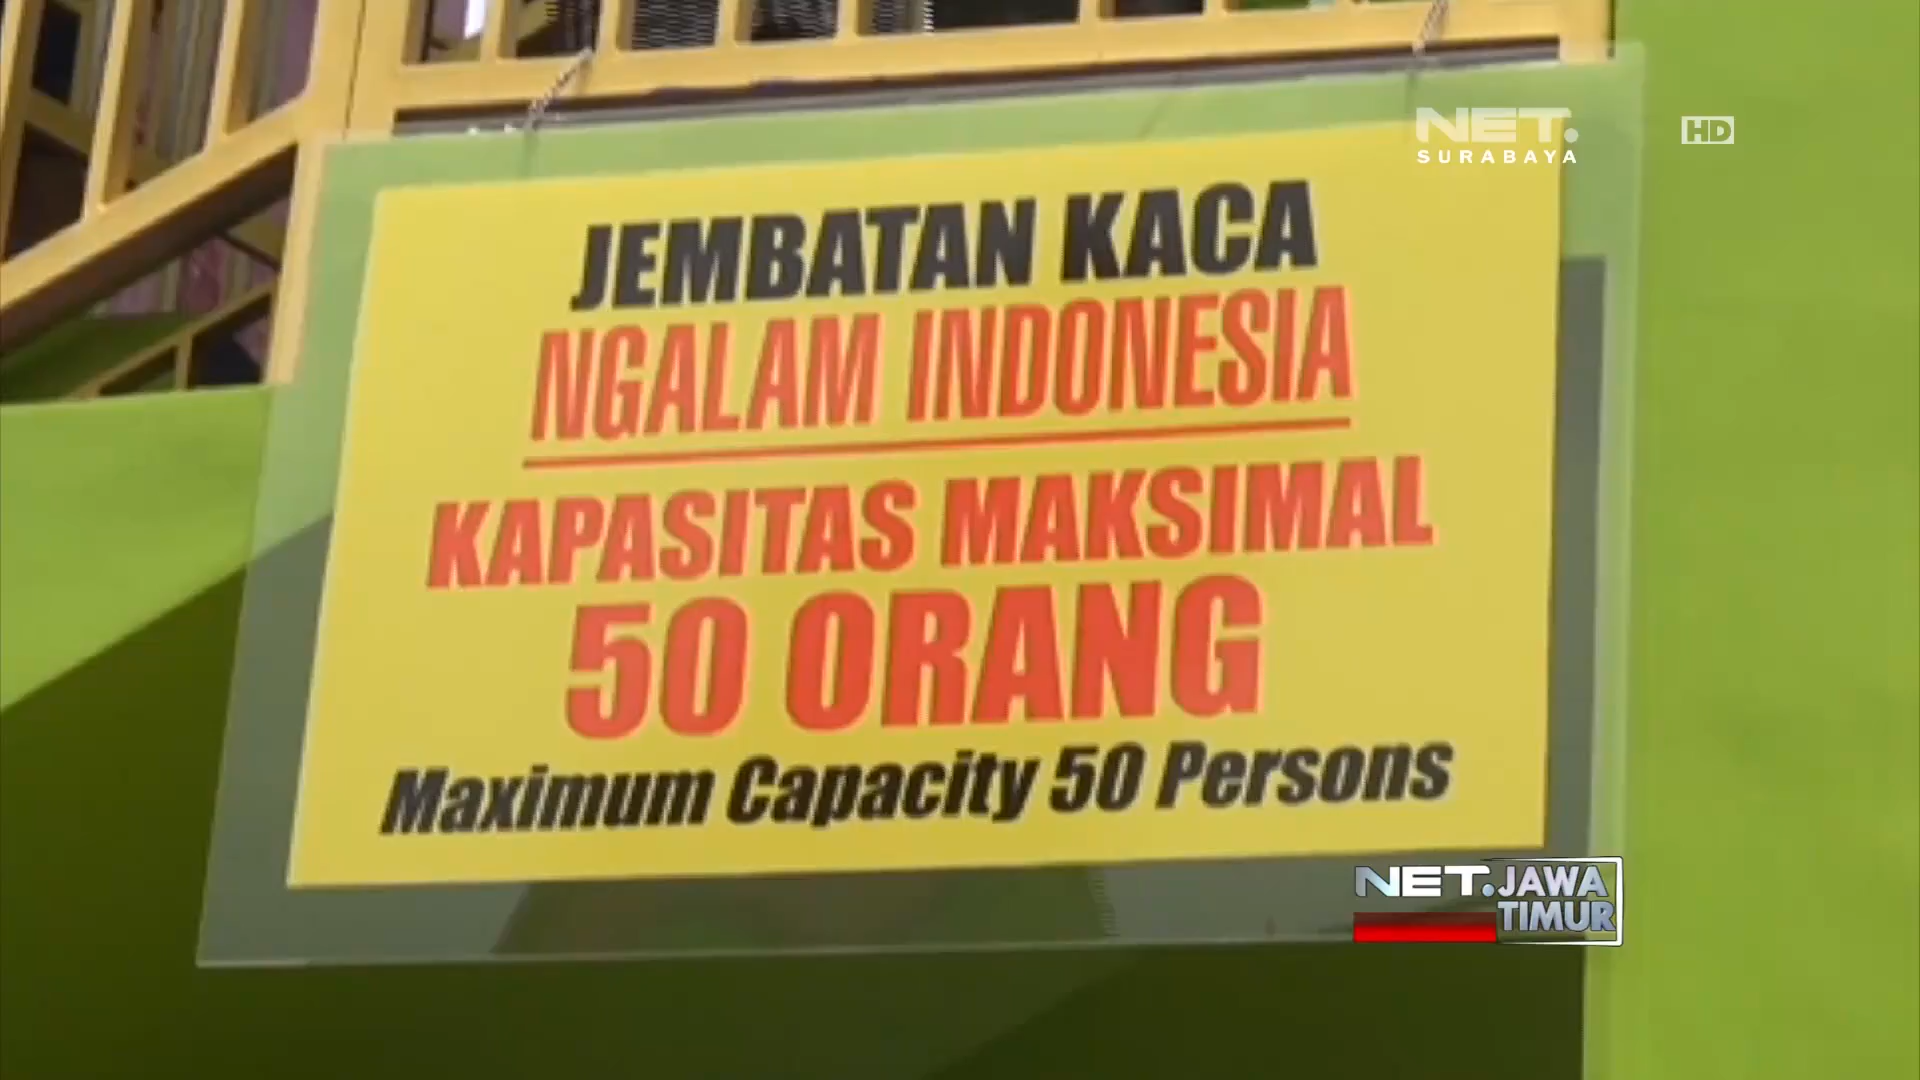 NET.
SURABAYA
HD
JEMBATAN KACA
NGALAM INDONESIA
KAPASITAS MAKSIMAL
50 ORANG
Maximum Capacity 50 Persons
NET. JAWA
TIMUR